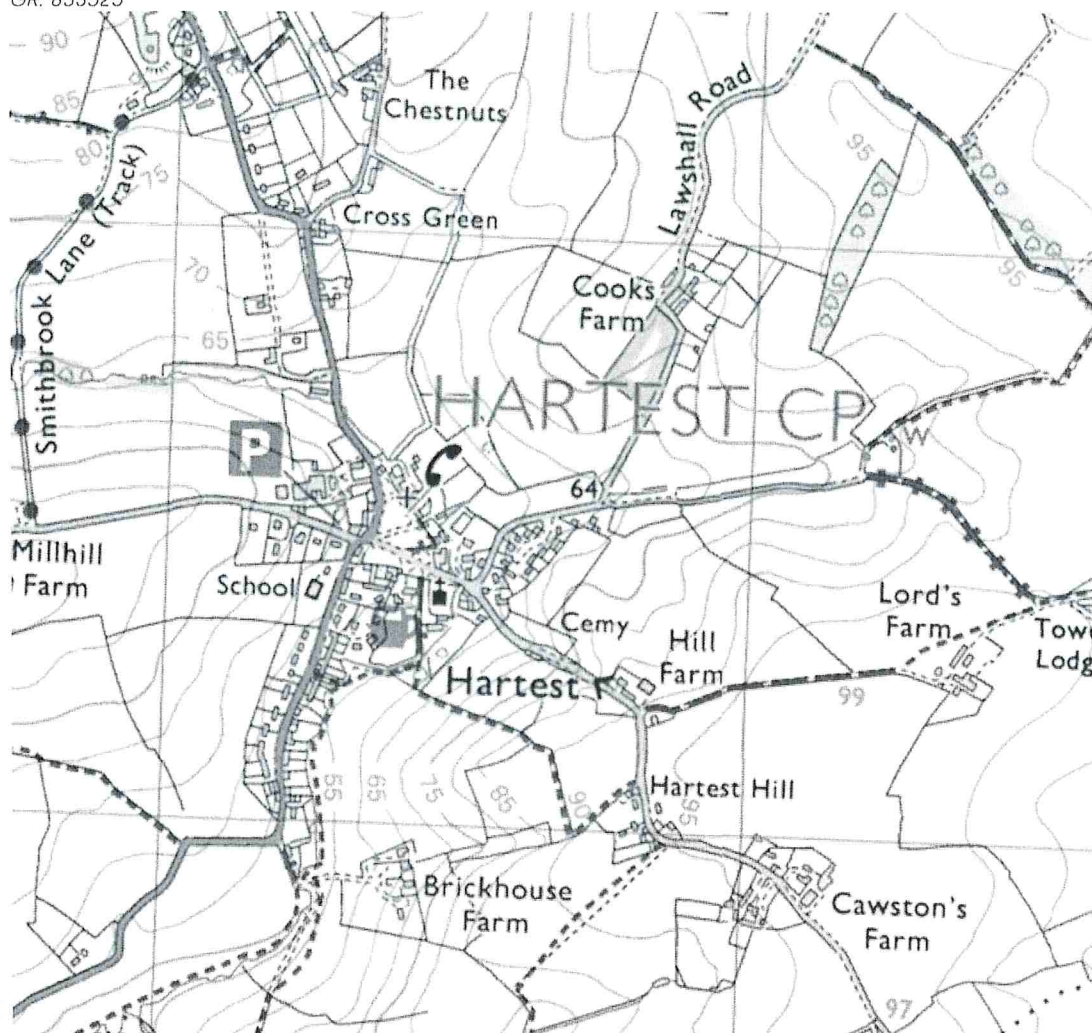 GR: 833525
90
85
80
75
The
Chestnuts
Lawshall Road
95
95
Smithbrook Lane (Track)
Cross Green
70
65
Cooks
Farm
HARTEST CP
W
P
64
Millhill
Farm
School
Cemy
Hill
Farm
Lord's
Farm
Hartest
99
55
65
75
85
90
95
Hartest Hill
Brickhouse
Farm
Cawston's
Farm
97